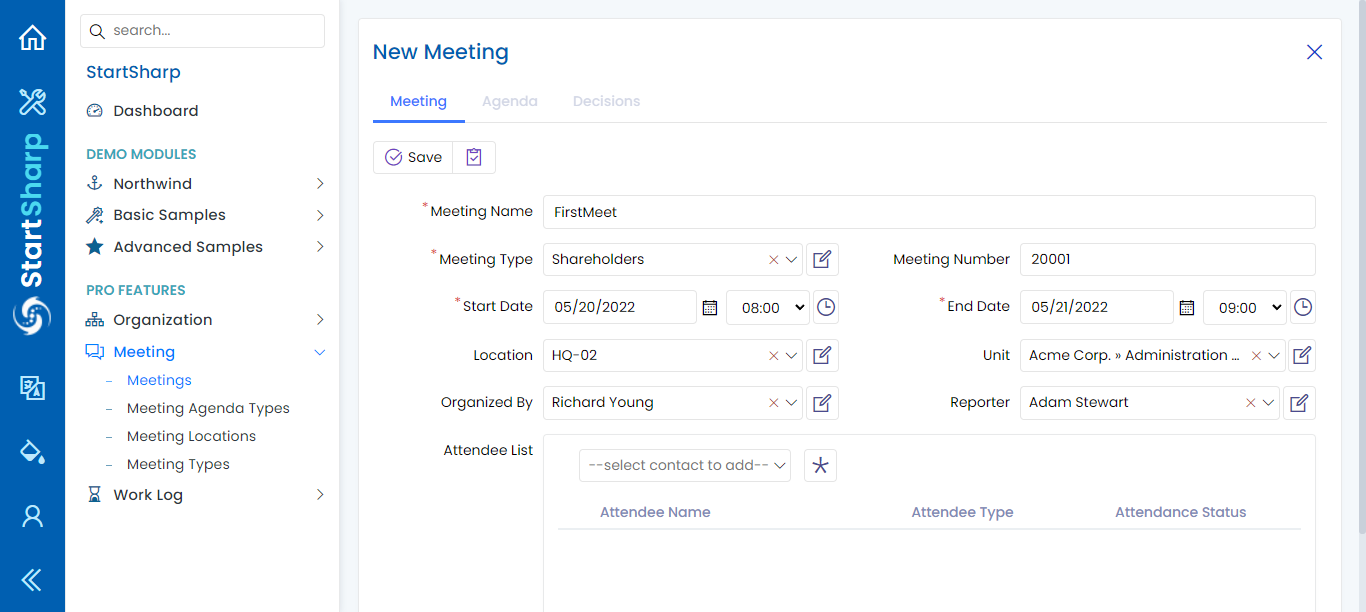 StartSharp
search...
StartSharp
Dashboard
DEMO MODULES
Northwind
Basic Samples
Advanced Samples
PRO FEATURES
Organization
Meeting
– Meetings
– Meeting Agenda Types
– Meeting Locations
– Meeting Types
Work Log
New Meeting
Meeting Agenda Decisions
Save
*Meeting Name FirstMeet
*Meeting Type Shareholders Meeting Number 20001
*Start Date 05/20/2022 08:00 *End Date 05/21/2022 09:00
Location HQ-02 Unit Acme Corp. » Administration ...
Organized By Richard Young Reporter Adam Stewart
Attendee List
--select contact to add--
Attendee Name Attendee Type Attendance Status